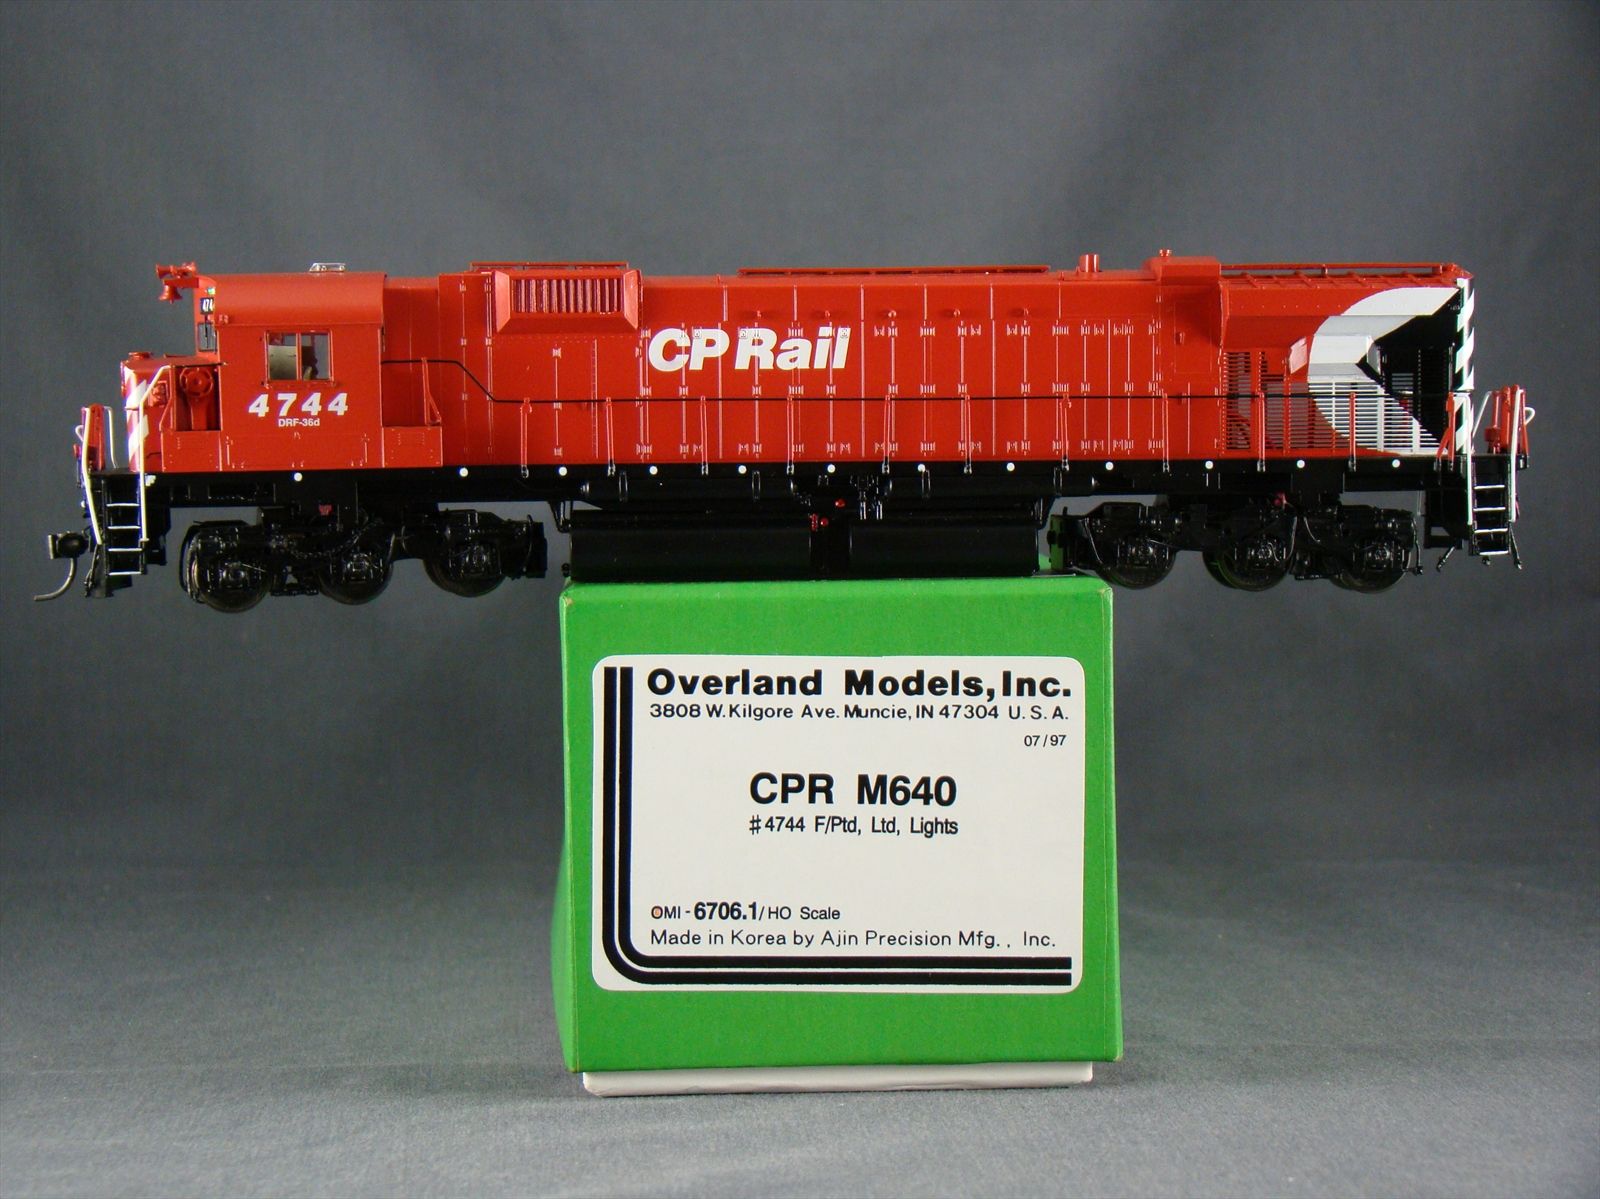 474
CP Rail
4744
DRF-36d
Overland Models, Inc.
3808 W. Kilgore Ave. Muncie, IN 47304 U. S. A.
07/97
CPR M640
#4744 F/Ptd, Ltd, Lights
OMI-6706.1/HO Scale
Made in Korea by Ajin Precision Mfg., Inc.